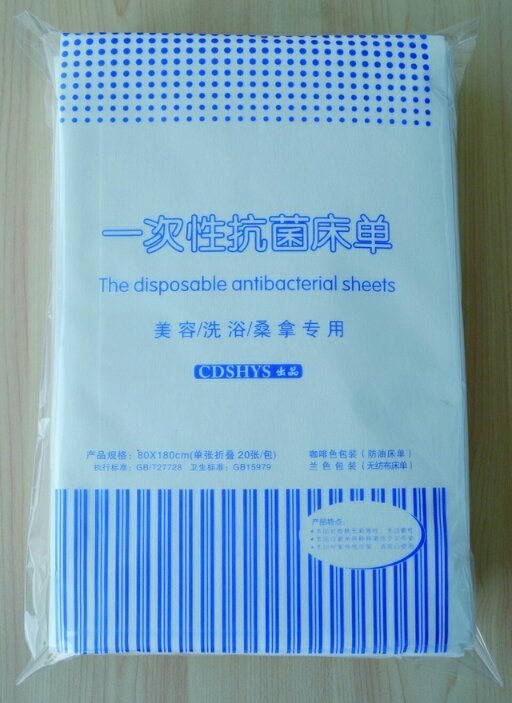 一次性抗菌床单
The disposable antibacterial sheets
美容/洗浴/桑拿专用
CDSHYS 出品
产品规格：80X180cm(单张折叠 20张/包)
执行标准：GB/T27728 卫生标准：GB15979
咖啡色包装（防油床单）
兰色包装（无纺布床单）
产品特点：